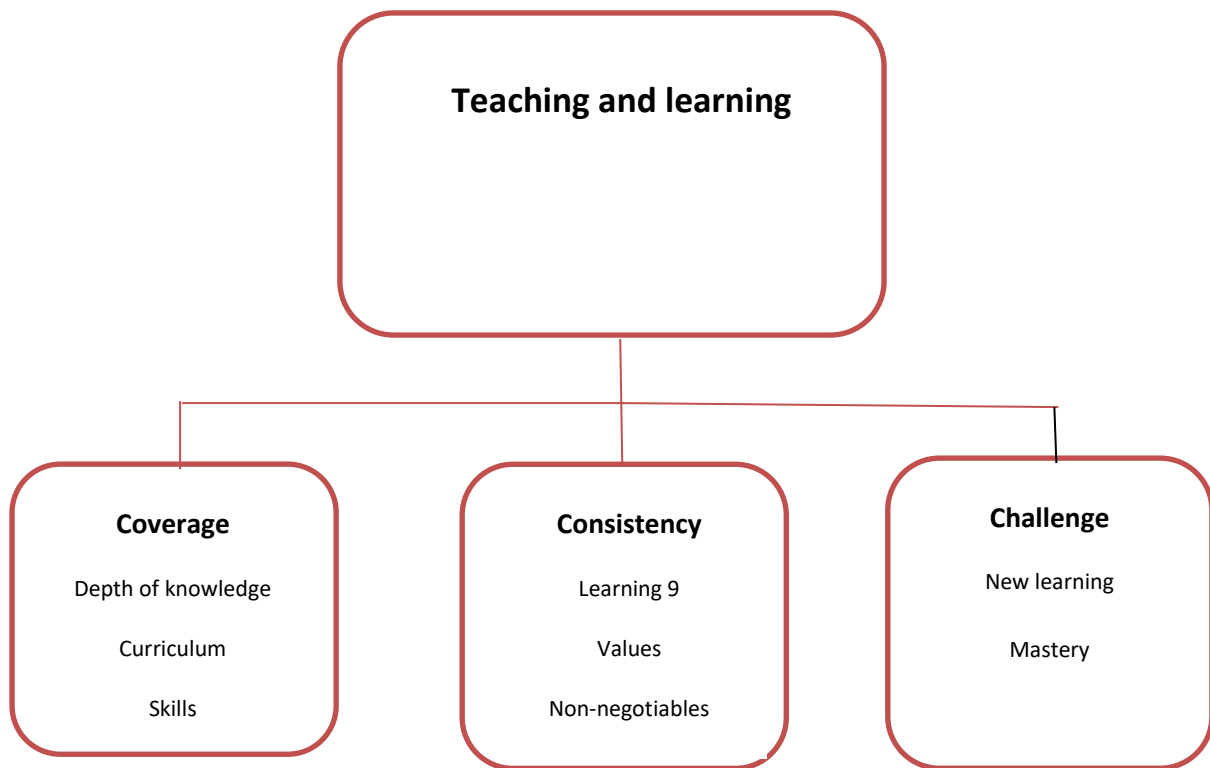 Teaching and learning
Coverage
Depth of knowledge
Curriculum
Skills
Consistency
Learning 9
Values
Non-negotiables
Challenge
New learning
Mastery